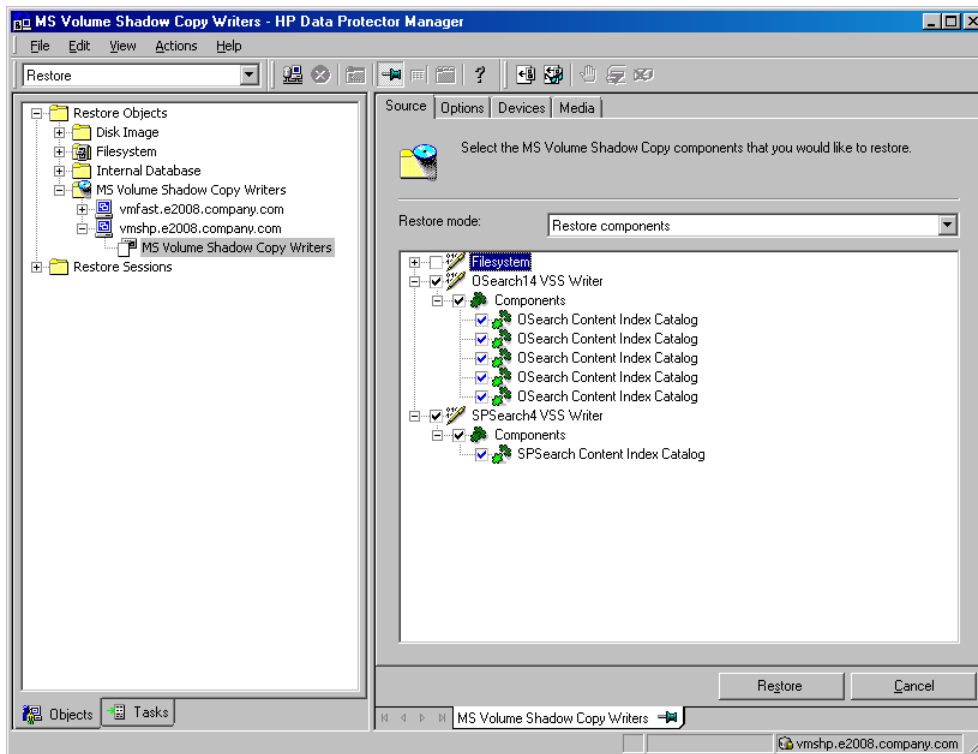 MS Volume Shadow Copy Writers - HP Data Protector Manager
File Edit View Actions Help
Restore
Restore Objects
Disk Image
Filesystem
Internal Database
MS Volume Shadow Copy Writers
vmfast.e2008.company.com
vmshp.e2008.company.com
MS Volume Shadow Copy Writers
Restore Sessions
Objects Tasks
Source Options Devices Media
Select the MS Volume Shadow Copy components that you would like to restore.
Restore mode: Restore components
Filesystem
OSearch14 VSS Writer
Components
OSearch Content Index Catalog
OSearch Content Index Catalog
OSearch Content Index Catalog
OSearch Content Index Catalog
OSearch Content Index Catalog
SPSearch4 VSS Writer
Components
SPSearch Content Index Catalog
Restore Cancel
MS Volume Shadow Copy Writers
vmshp.e2008.company.com